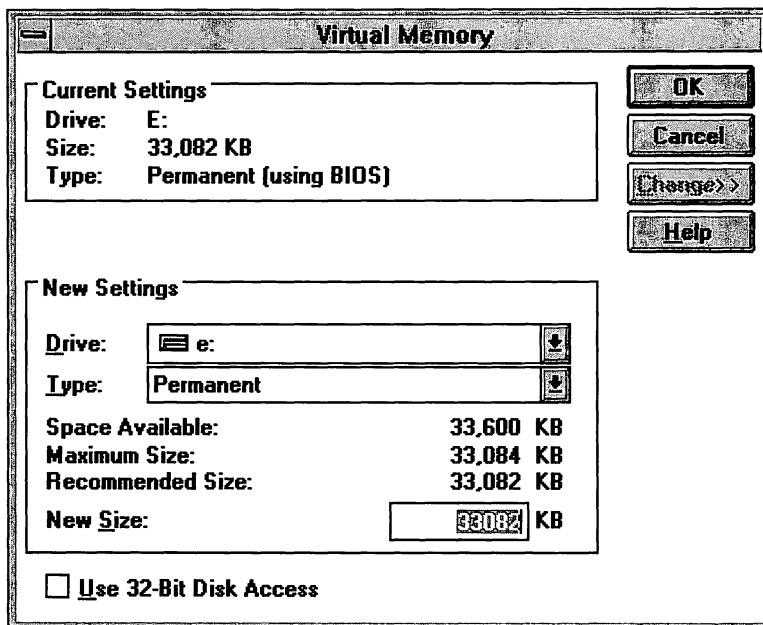 Virtual Memory
Current Settings
Drive: E:
Size: 33,082 KB
Type: Permanent (using BIOS)
OK
Cancel
Change>>
Help
New Settings
Drive: e:
Type: Permanent
Space Available: 33,600 KB
Maximum Size: 33,084 KB
Recommended Size: 33,082 KB
New Size: 33082 KB
Use 32-Bit Disk Access